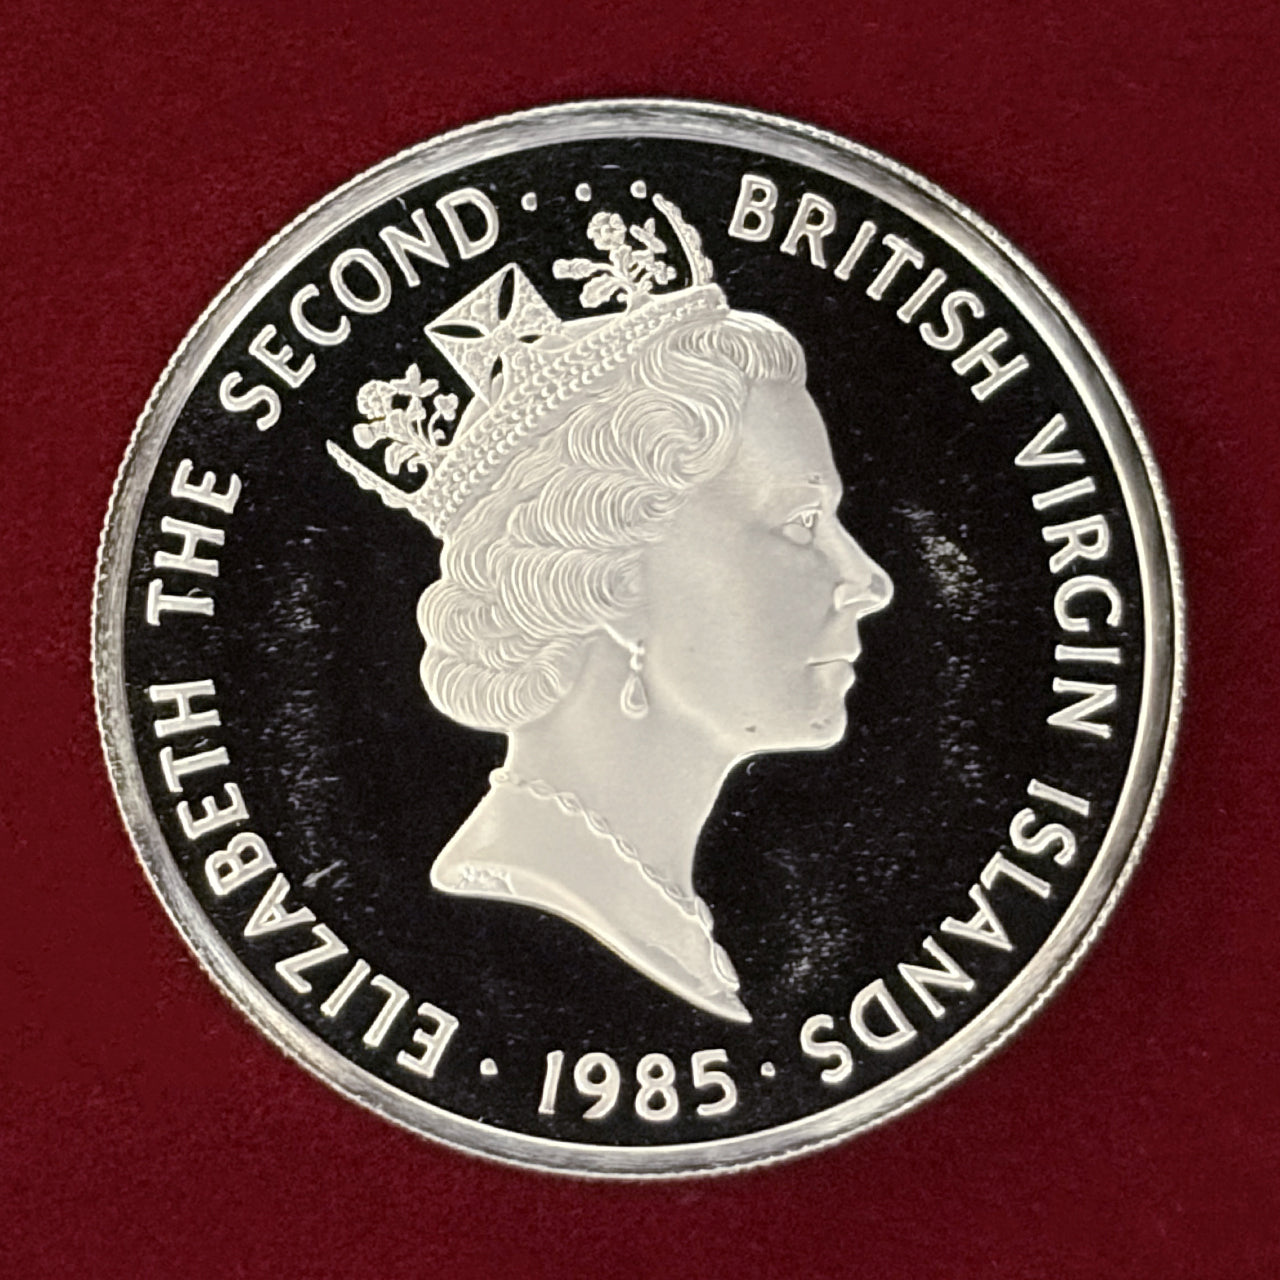 ELIZABETH THE SECOND · · · BRITISH VIRGIN ISLANDS
· 1985 ·